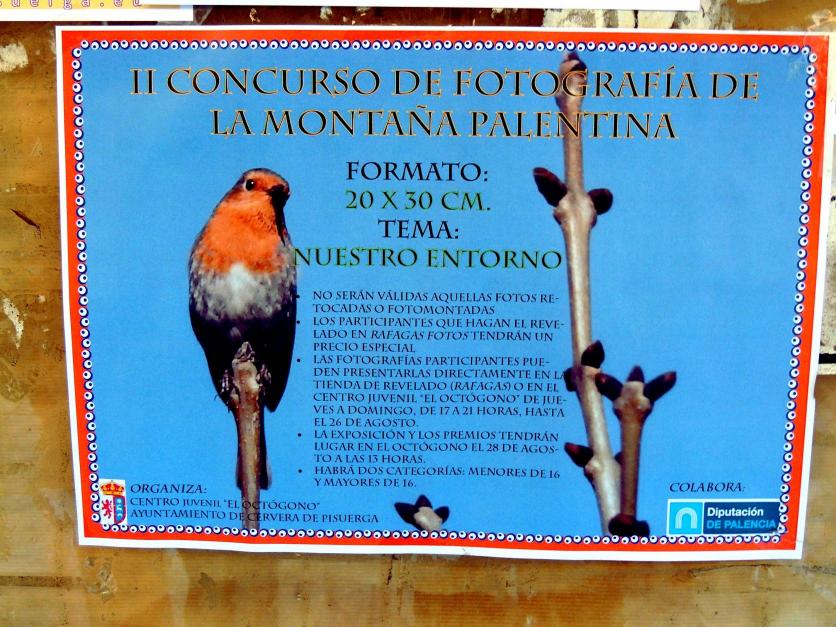 uerga.eu
II CONCURSO DE FOTOGRAFÍA DE
LA MONTAÑA PALENTINA
FORMATO:
20 X 30 CM.
TEMA:
NUESTRO ENTORNO
• NO SERÁN VÁLIDAS AQUELLAS FOTOS RE-
TOCADAS O FOTOMONTADAS
• LOS PARTICIPANTES QUE HAGAN EL REVE-
LADO EN RAFAGAS FOTOS TENDRÁN UN
PRECIO ESPECIAL
• LAS FOTOGRAFÍAS PARTICIPANTES PUE-
DEN PRESENTARLAS DIRECTAMENTE EN LA
TIENDA DE REVELADO (RAFAGAS) O EN EL
CENTRO JUVENIL "EL OCTÓGONO" DE JUE-
VES A DOMINGO, DE 17 A 21 HORAS, HASTA
EL 26 DE AGOSTO.
• LA EXPOSICIÓN Y LOS PREMIOS TENDRÁN
LUGAR EN EL OCTÓGONO EL 28 DE AGOS-
TO A LAS 13 HORAS.
• HABRÁ DOS CATEGORÍAS: MENORES DE 16
Y MAYORES DE 16.
ORGANIZA:
CENTRO JUVENIL "EL OCTÓGONO"
AYUNTAMIENTO DE CERVERA DE PISUERGA
COLABORA:
Diputación
DE PALENCIA